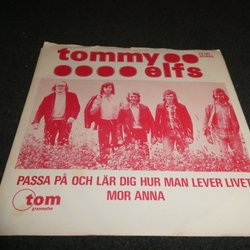 tommy
elfs
PASSA PÅ OCH LÄR DIG HUR MAN LEVER LIVET
MOR ANNA
tom